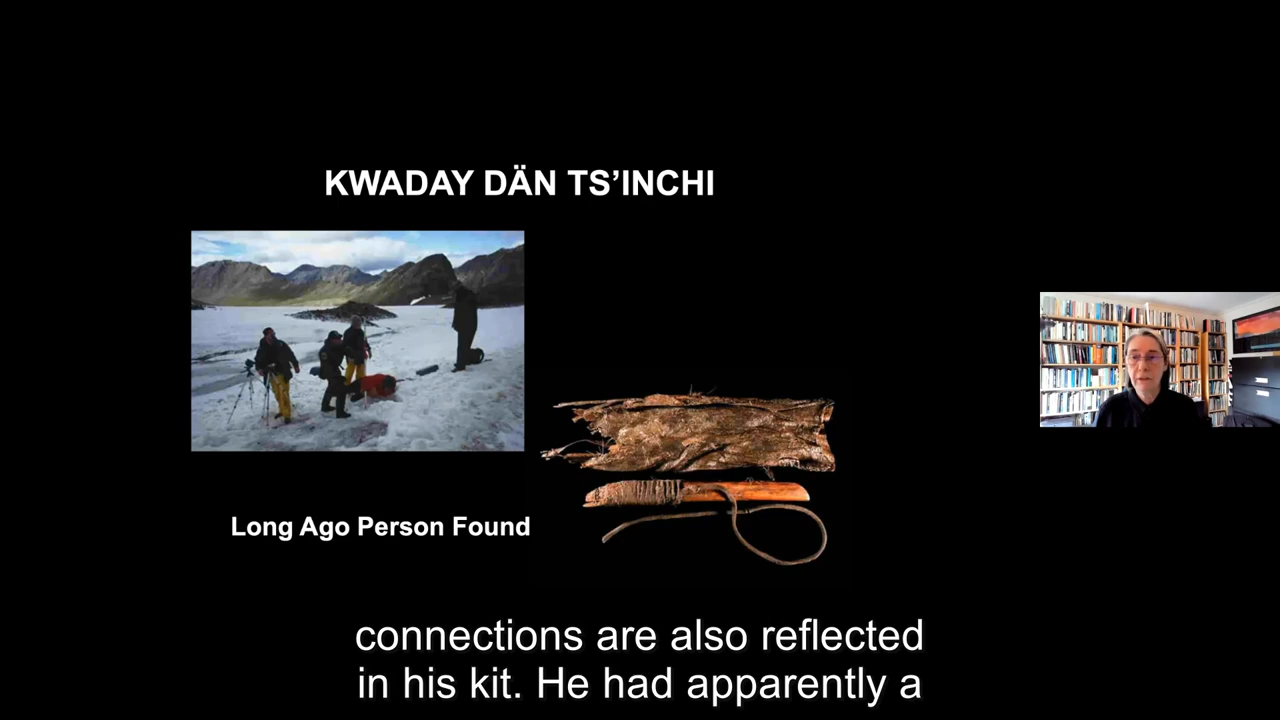 KWADAY DÄN TS’INCHI
Long Ago Person Found
connections are also reflected
in his kit. He had apparently a